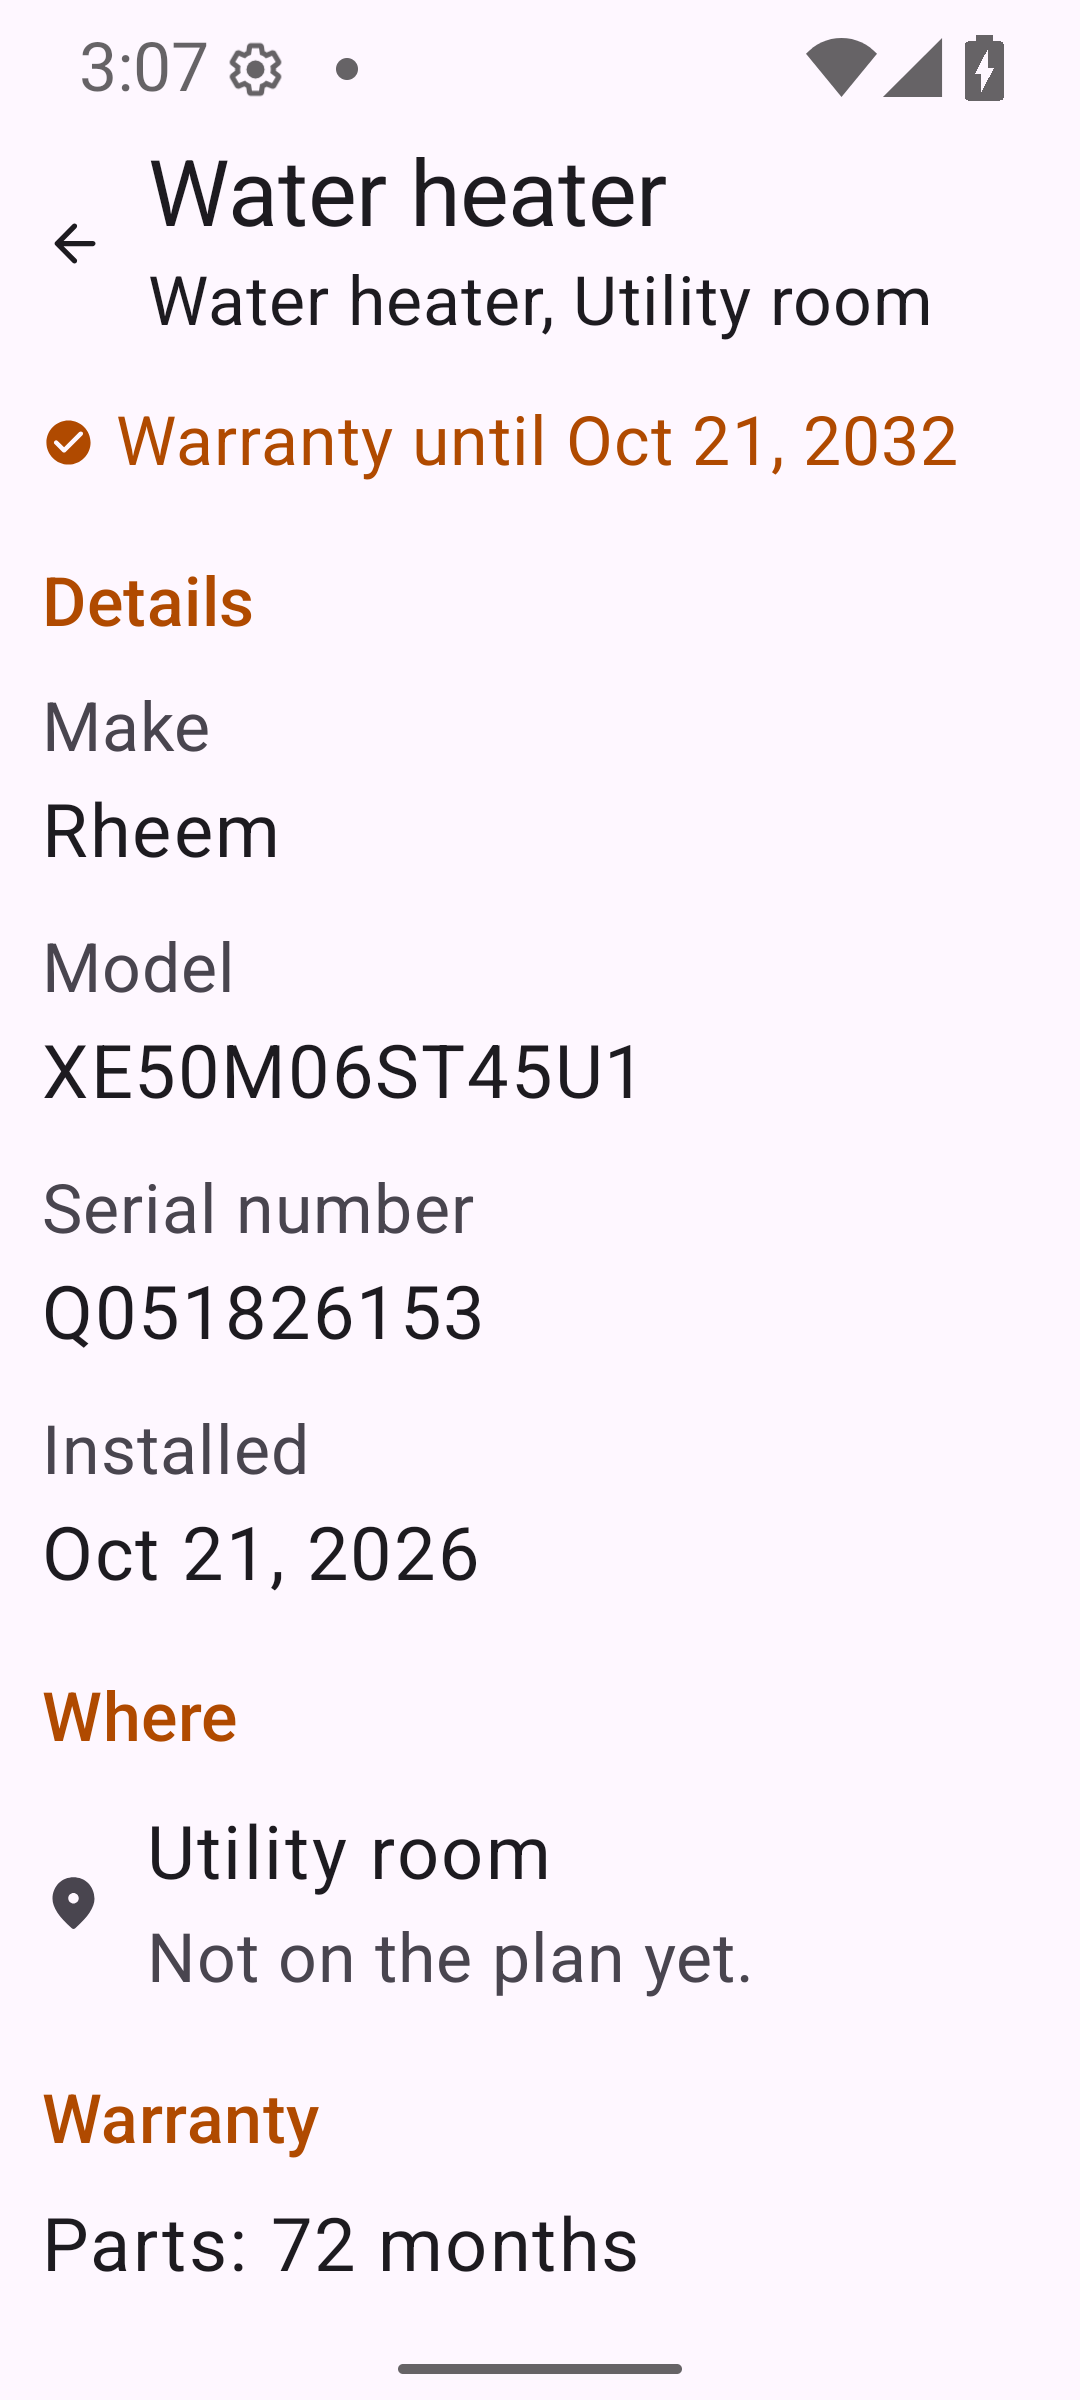 3:07
Water heater
Water heater, Utility room
Warranty until Oct 21, 2032
Details
Make
Rheem
Model
XE50M06ST45U1
Serial number
Q051826153
Installed
Oct 21, 2026
Where
Utility room
Not on the plan yet.
Warranty
Parts: 72 months